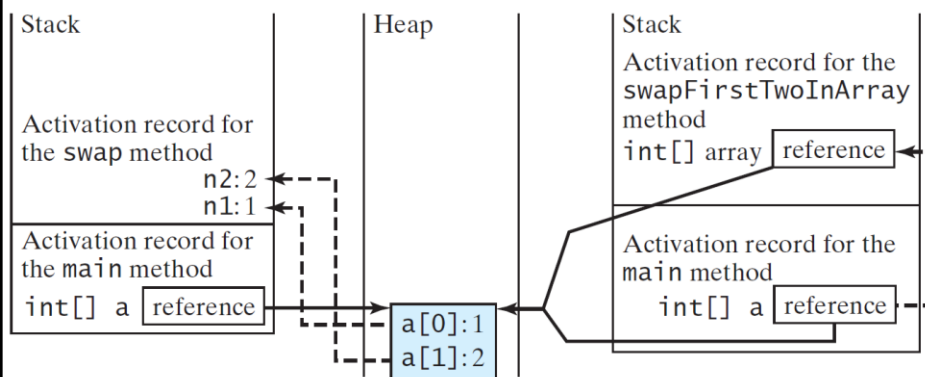 Stack
Activation record for
the swap method
n2:2
n1:1
Activation record for
the main method
int[] a reference
Heap
a[0]:1
a[1]:2
Stack
Activation record for the
swapFirstTwoInArray
method
int[] array reference
Activation record for the
main method
int[] a reference